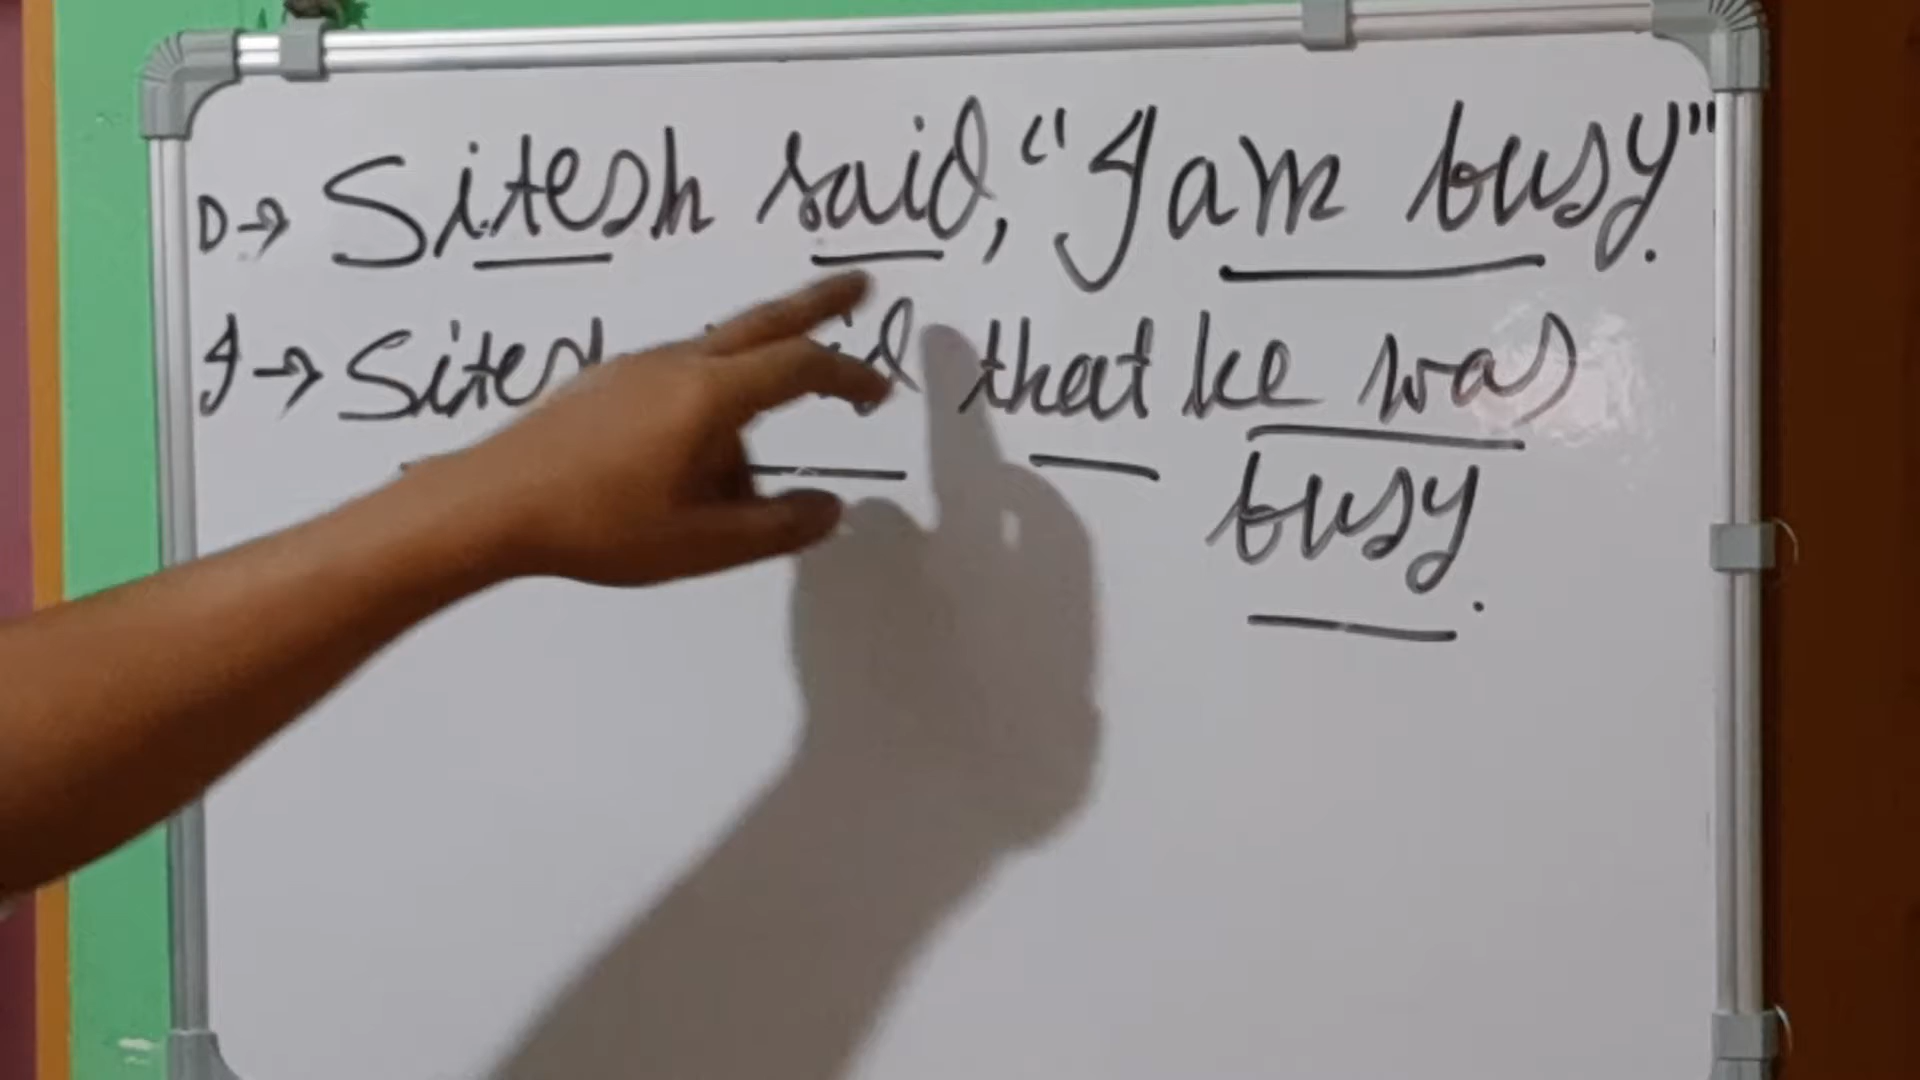 D→ Sitesh said, "I am busy".
I→ Sitesh said that he was
busy.